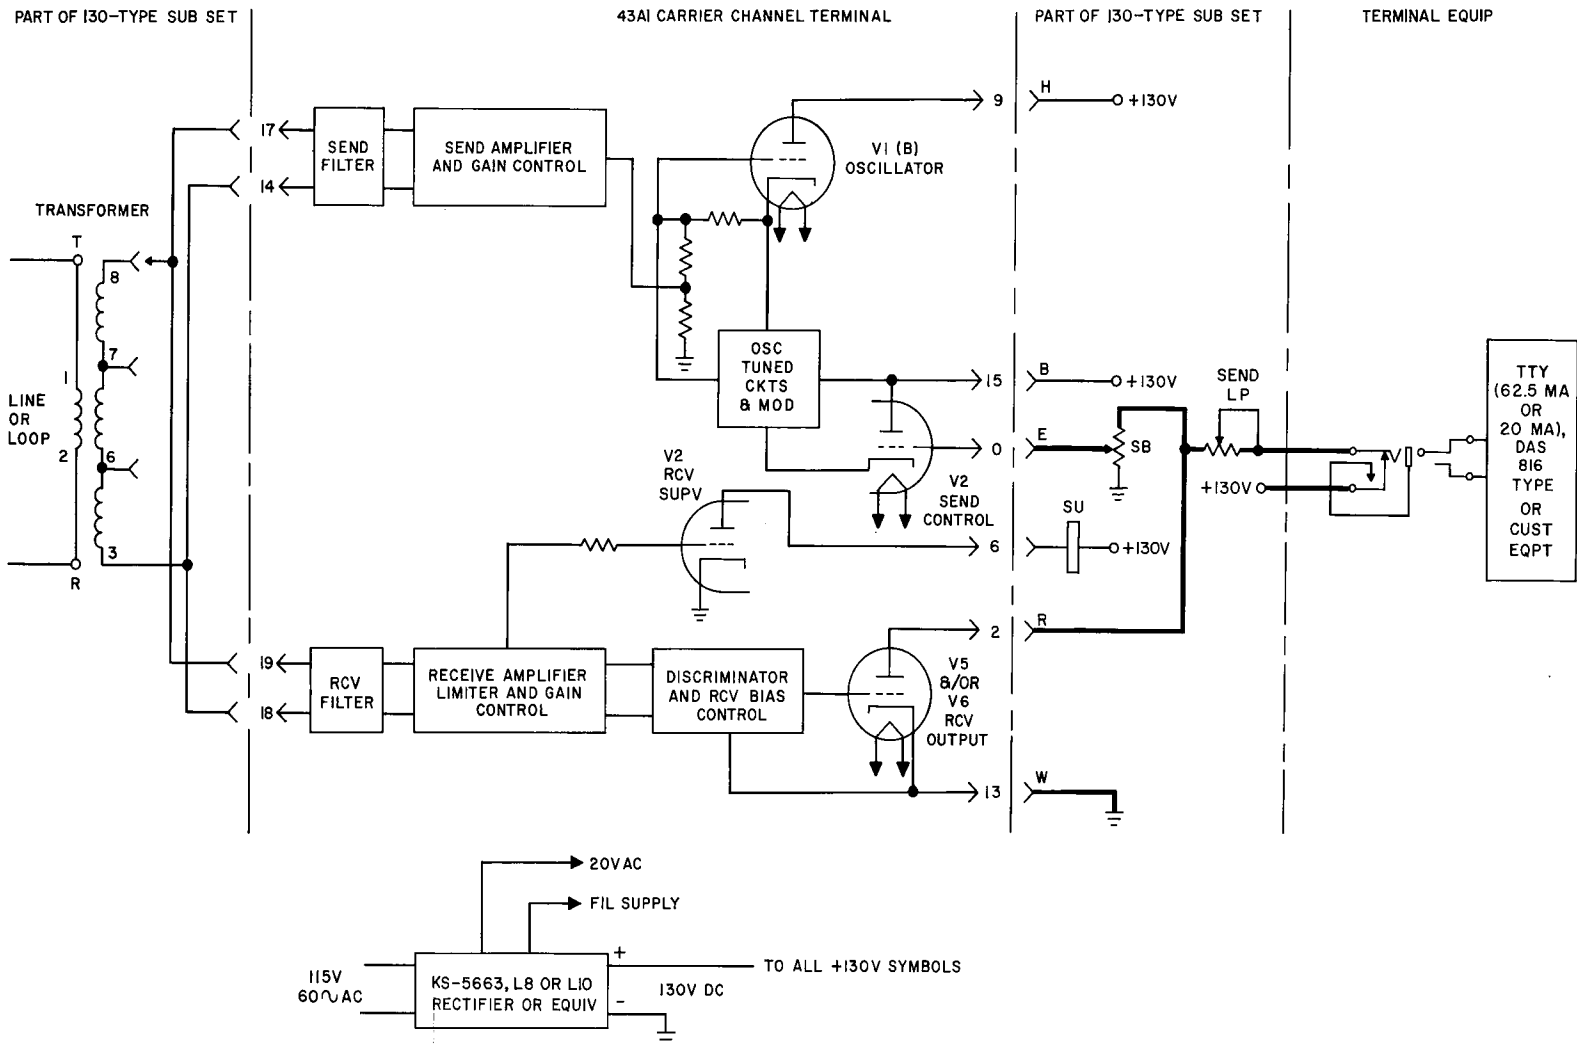 PART OF 130-TYPE SUB SET
43A1 CARRIER CHANNEL TERMINAL
PART OF 130-TYPE SUB SET
TERMINAL EQUIP
9
H
+130V
17
SEND
FILTER
SEND AMPLIFIER
AND GAIN CONTROL
V1 (B)
OSCILLATOR
14
TRANSFORMER
T
8
7
1
LINE
OR
LOOP
2
6
3
R
OSC
TUNED
CKTS
& MOD
15
B
+130V
SEND
LP
TTY
(62.5 MA
OR
20 MA),
DAS
816
TYPE
OR
CUST
EQPT
0
E
SB
+130V
V2
RCV
SUPV
V2
SEND
CONTROL
SU
6
+130V
2
R
19
RCV
FILTER
18
RECEIVE AMPLIFIER
LIMITER AND GAIN
CONTROL
DISCRIMINATOR
AND RCV BIAS
CONTROL
V5
&/OR
V6
RCV
OUTPUT
13
W
20VAC
FIL SUPPLY
115V
60∿AC
KS-5663, L8 OR L10
RECTIFIER OR EQUIV
+
130V DC
-
TO ALL +130V SYMBOLS